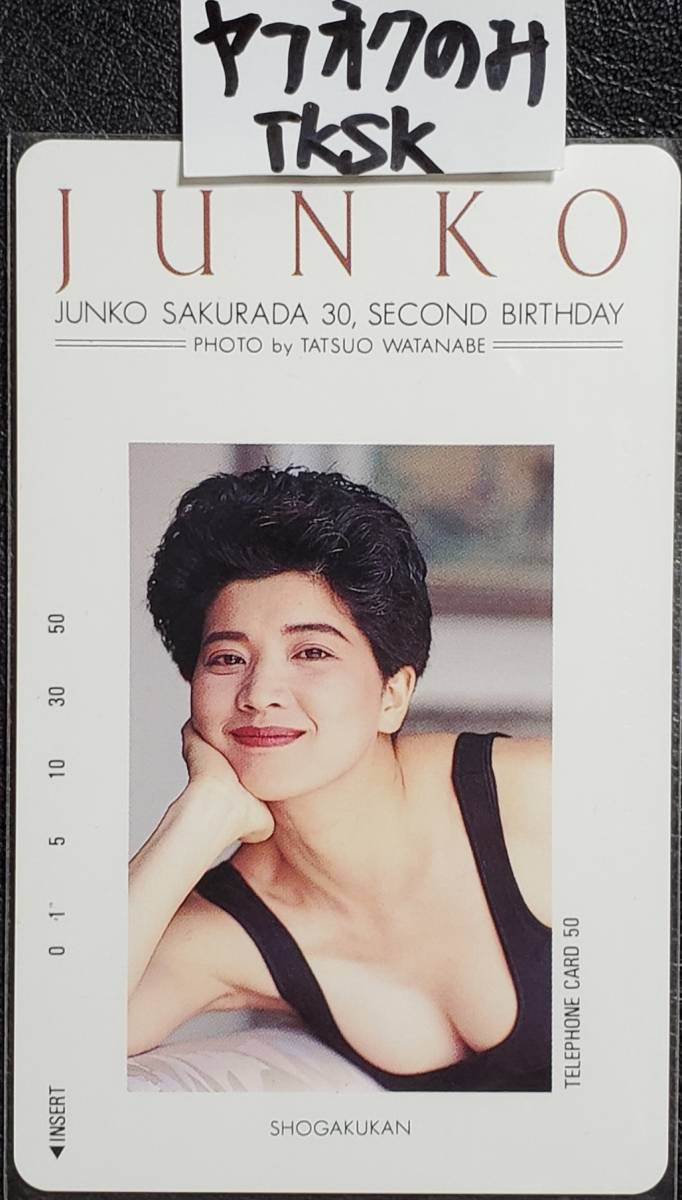 ヤフオクのみ
TKSK
JUNKO
JUNKO SAKURADA 30, SECOND BIRTHDAY
PHOTO by TATSUO WATANABE
50
30
10
5
1
0
◀INSERT
TELEPHONE CARD 50
SHOGAKUKAN